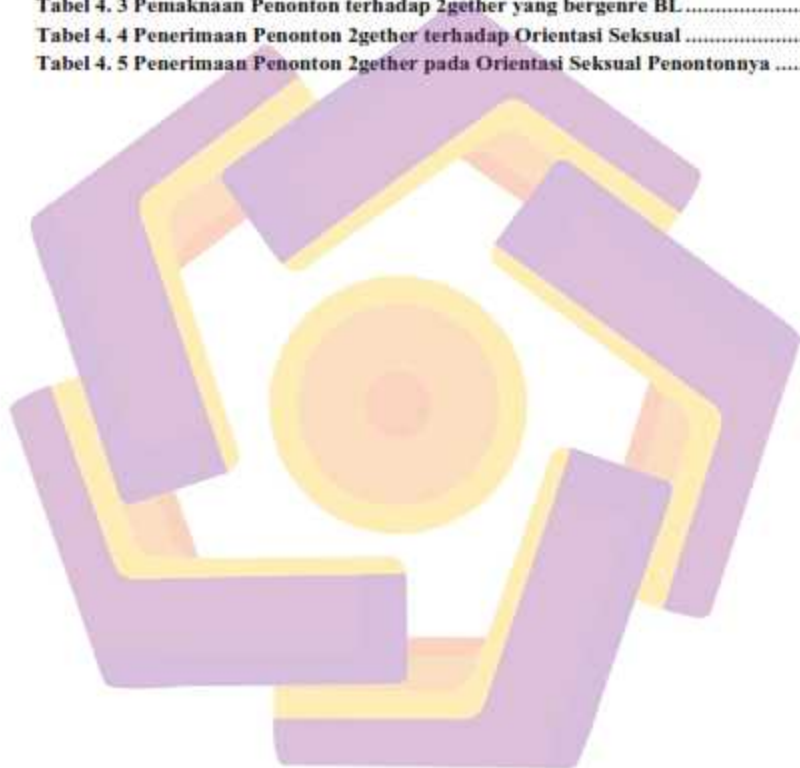 Tabel 4. 3 Pemaknaan Penonton terhadap 2gether yang bergenre BL .....................
Tabel 4. 4 Penerimaan Penonton 2gether terhadap Orientasi Seksual .....................
Tabel 4. 5 Penerimaan Penonton 2gether pada Orientasi Seksual Penontonnya .....